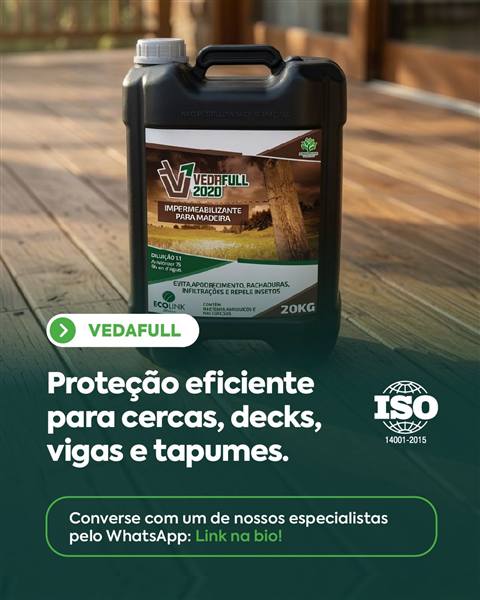 VEDAFULL
2020
IMPERMEABILIZANTE
PARA MADEIRA
DILUIÇÃO 1:1
EVITA APODRECIMENTO, RACHADURAS,
INFILTRAÇÕES E REPELE INSETOS
ECOLINK
20KG
VEDAFULL
Proteção eficiente
para cercas, decks,
vigas e tapumes.
ISO
14001-2015
Converse com um de nossos especialistas
pelo WhatsApp: Link na bio!